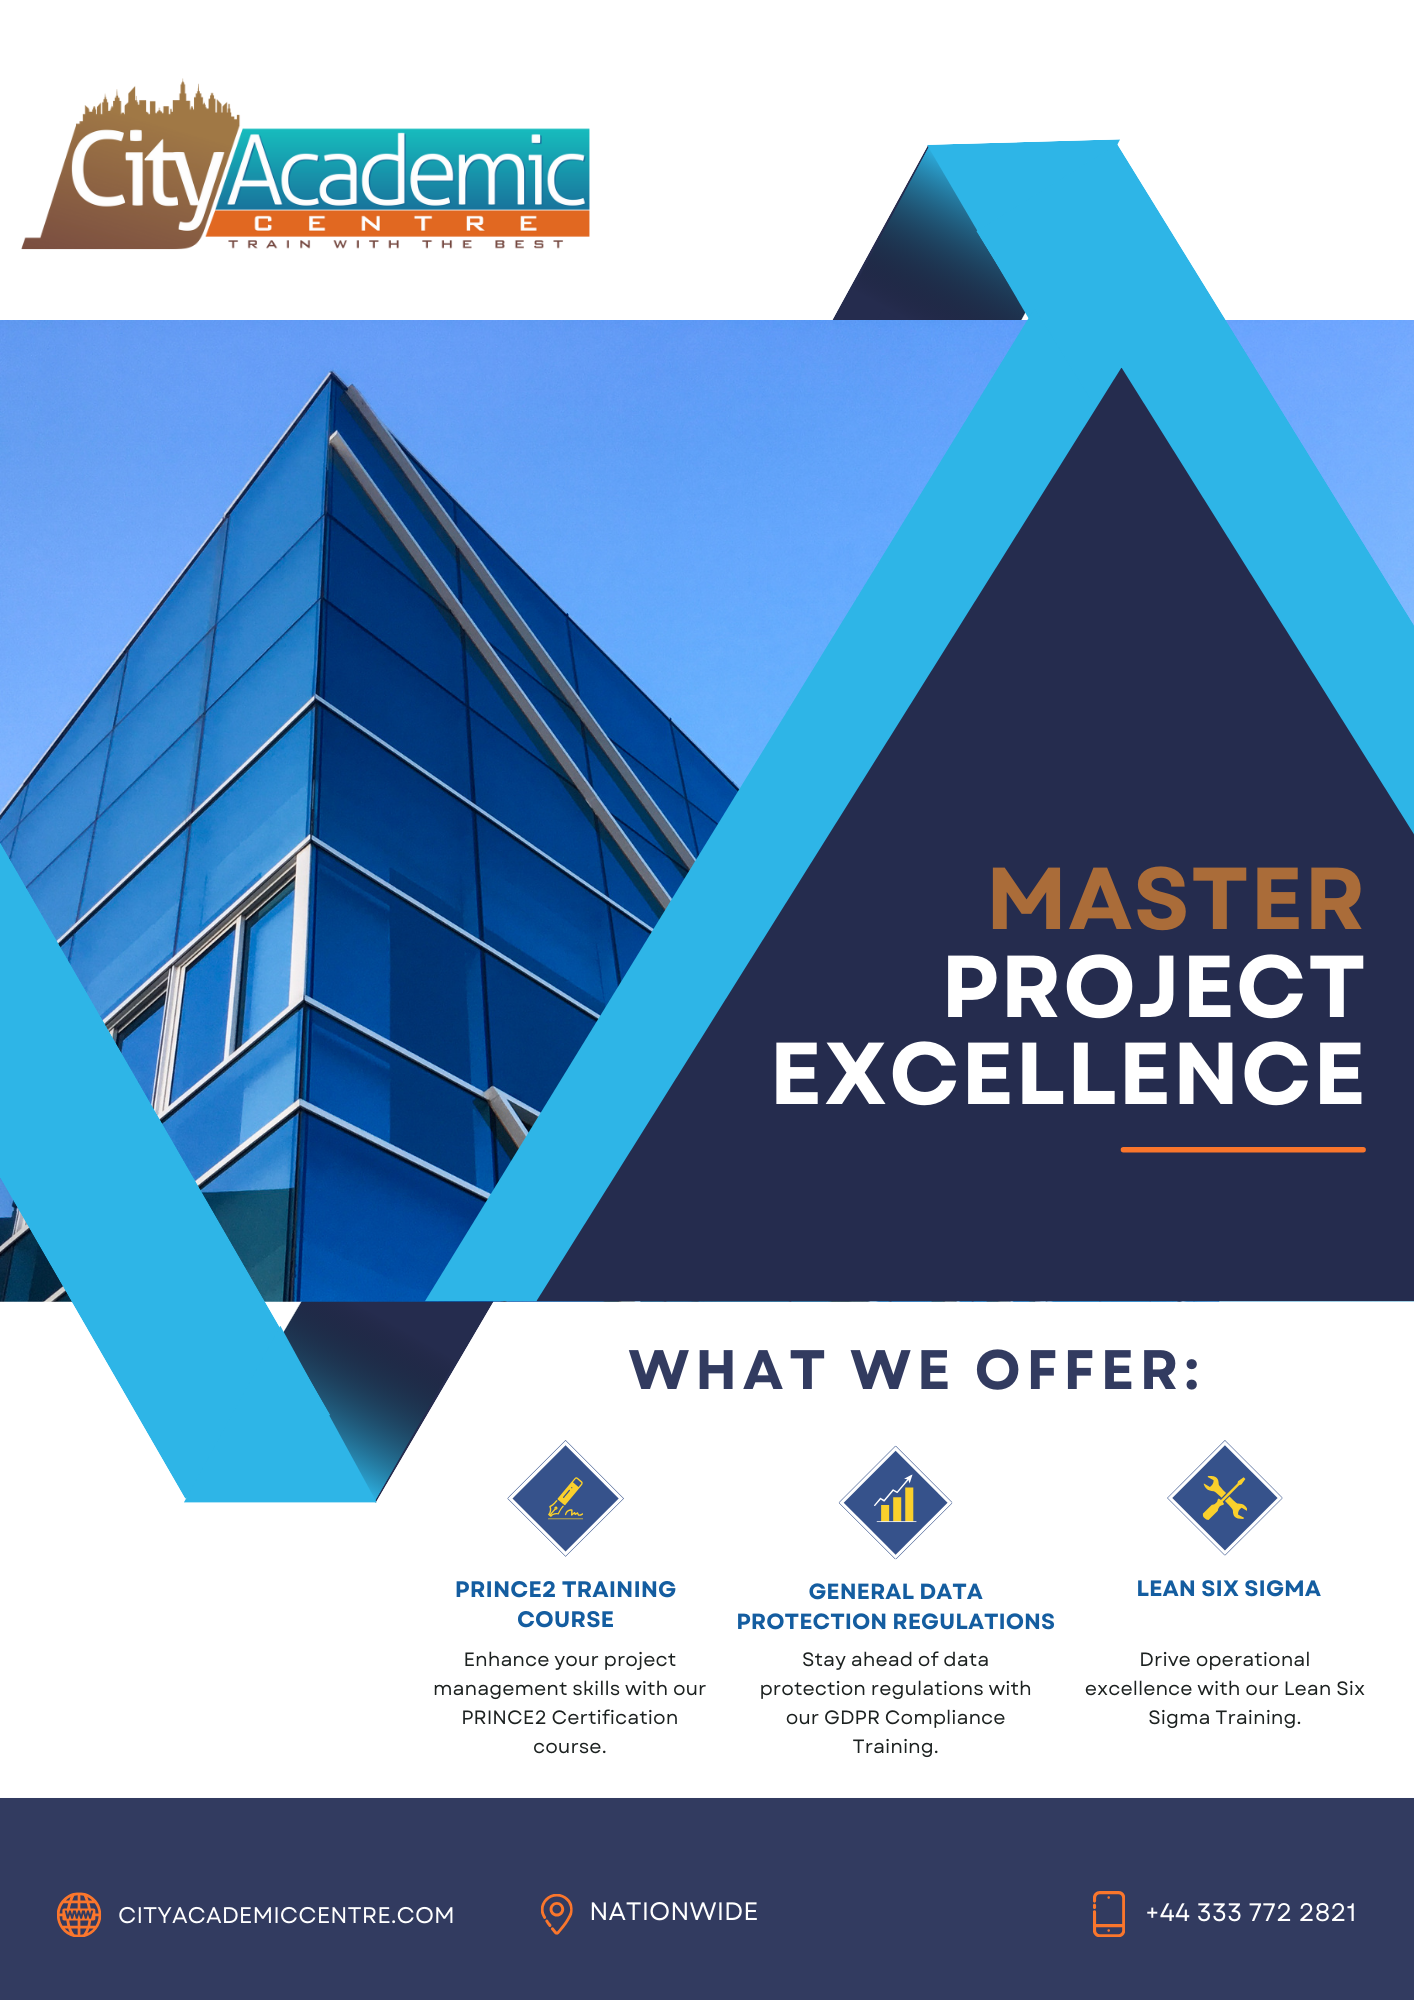 CityAcademic
CENTRE
TRAIN WITH THE BEST
MASTER
PROJECT
EXCELLENCE
WHAT WE OFFER:
PRINCE2 TRAINING
COURSE
Enhance your project
management skills with our
PRINCE2 Certification
course.
GENERAL DATA
PROTECTION REGULATIONS
Stay ahead of data
protection regulations with
our GDPR Compliance
Training.
LEAN SIX SIGMA
Drive operational
excellence with our Lean Six
Sigma Training.
www
CITYACADEMICCENTRE.COM
NATIONWIDE
+44 333 772 2821